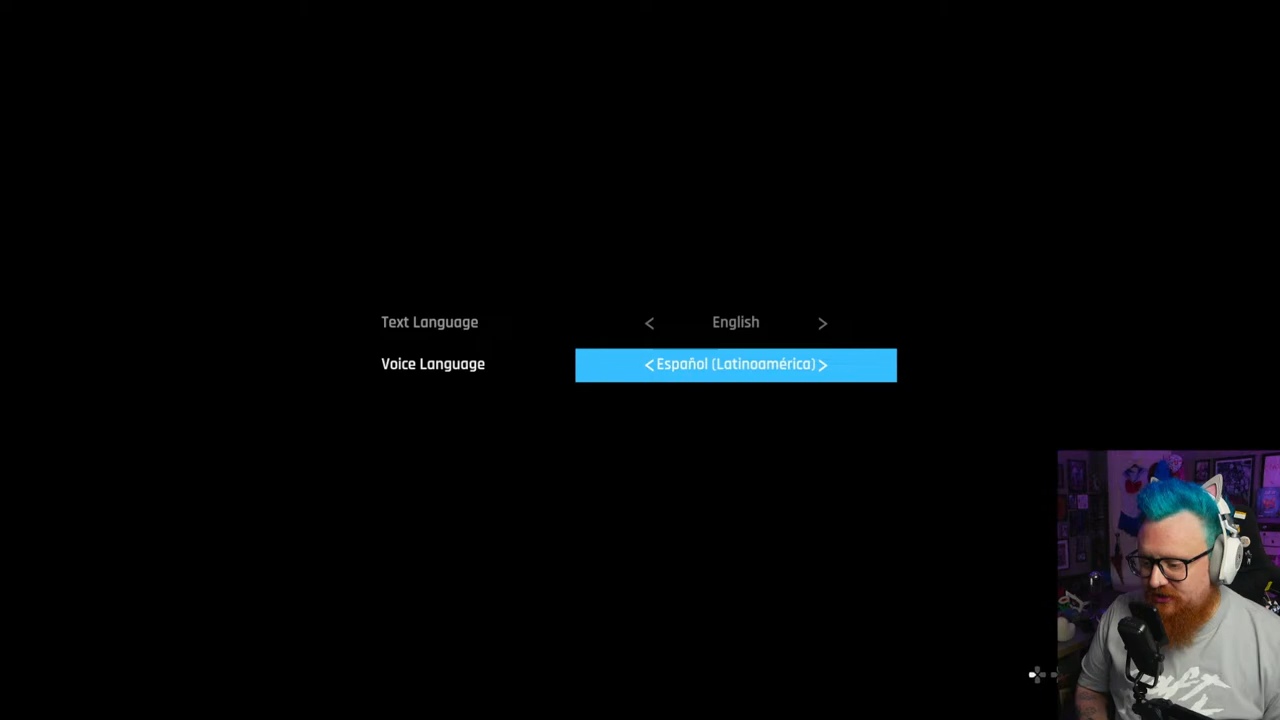 Text Language < English >
Voice Language < Español (Latinoamérica) >